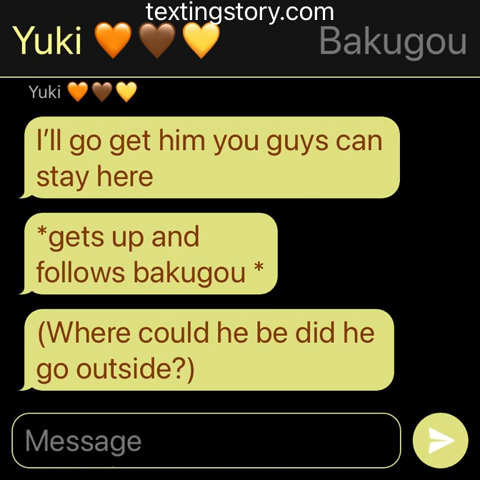 textingstory.com
Yuki 🧡🤎💛 Bakugou
Yuki 🧡🤎💛
I’ll go get him you guys can
stay here
*gets up and
follows bakugou *
(Where could he be did he
go outside?)
Message